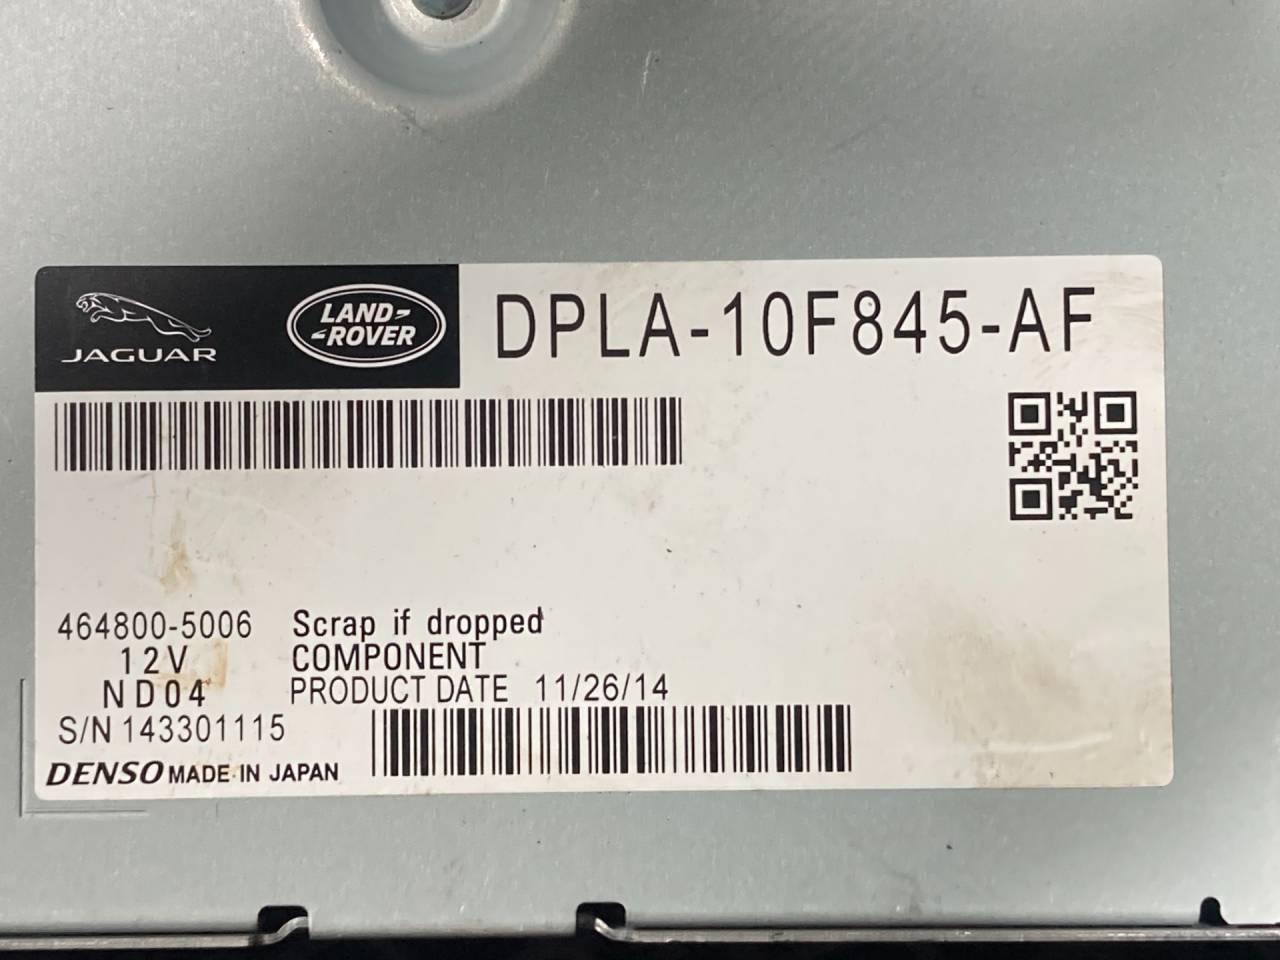 JAGUAR
LAND-
-ROVER
DPLA-10F845-AF
464800-5006 Scrap if dropped
12V COMPONENT
ND04 PRODUCT DATE 11/26/14
S/N 143301115
DENSO MADE IN JAPAN